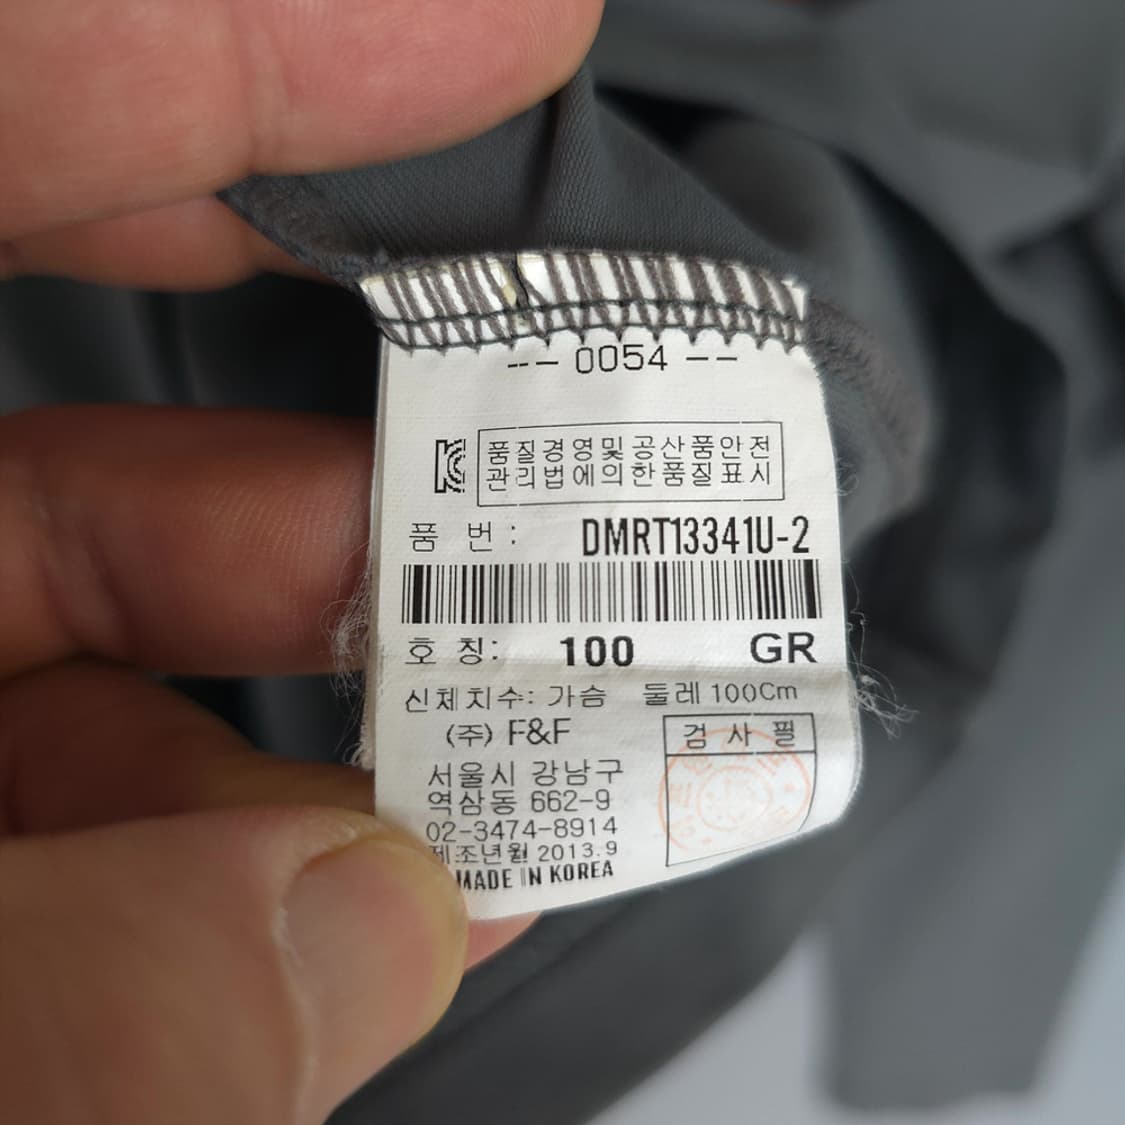 -- 0054 --
품질경영및공산품안전
관리법에의한품질표시
품 번 : DMRT13341U-2
호 칭: 100 GR
신체치수: 가슴 둘레 100Cm
(주) F&F
검 사 필
서울시 강남구
역삼동 662-9
02-3474-8914
제조년월 2013.9
MADE IN KOREA